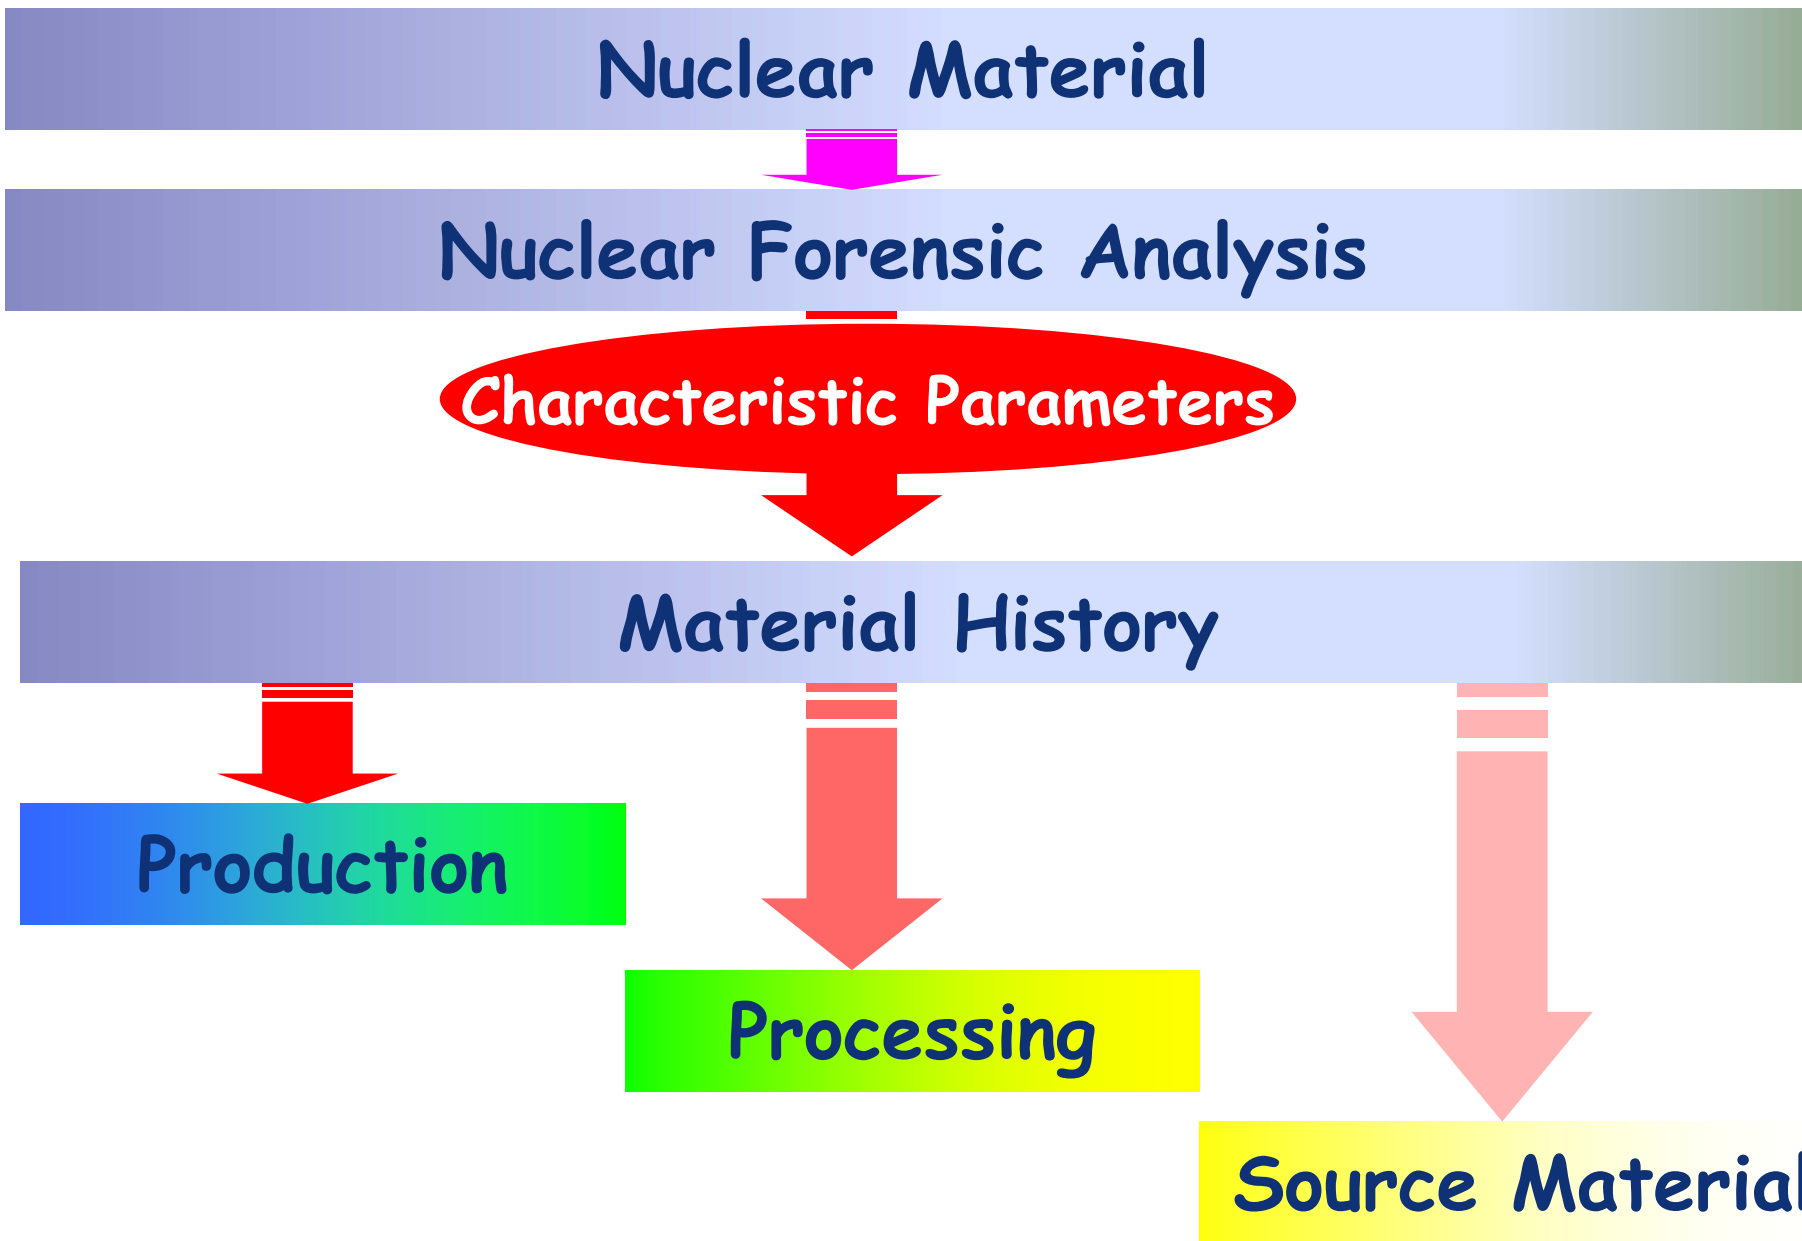 Nuclear Material
Nuclear Forensic Analysis
Characteristic Parameters
Material History
Production
Processing
Source Material